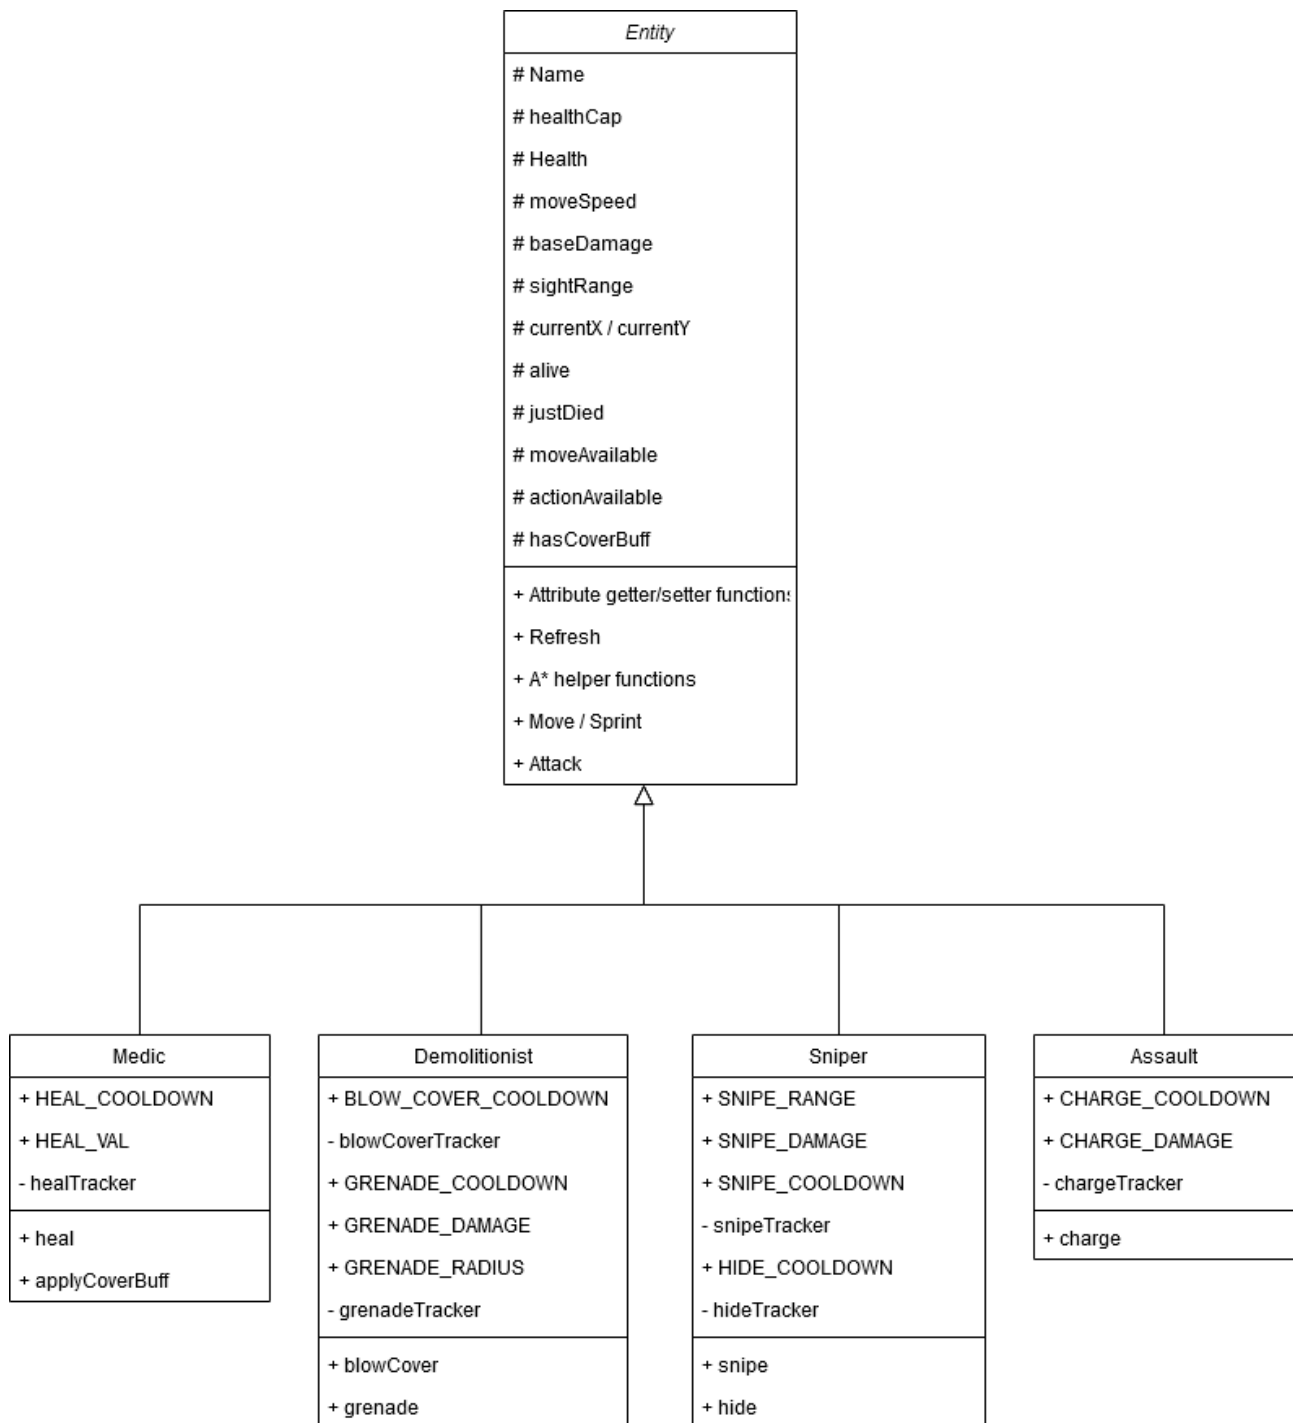 Entity
# Name
# healthCap
# Health
# moveSpeed
# baseDamage
# sightRange
# currentX / currentY
# alive
# justDied
# moveAvailable
# actionAvailable
# hasCoverBuff
+ Attribute getter/setter functions
+ Refresh
+ A* helper functions
+ Move / Sprint
+ Attack
Medic
+ HEAL_COOLDOWN
+ HEAL_VAL
- healTracker
+ heal
+ applyCoverBuff
Demolitionist
+ BLOW_COVER_COOLDOWN
- blowCoverTracker
+ GRENADE_COOLDOWN
+ GRENADE_DAMAGE
+ GRENADE_RADIUS
- grenadeTracker
+ blowCover
+ grenade
Sniper
+ SNIPE_RANGE
+ SNIPE_DAMAGE
+ SNIPE_COOLDOWN
- snipeTracker
+ HIDE_COOLDOWN
- hideTracker
+ snipe
+ hide
Assault
+ CHARGE_COOLDOWN
+ CHARGE_DAMAGE
- chargeTracker
+ charge